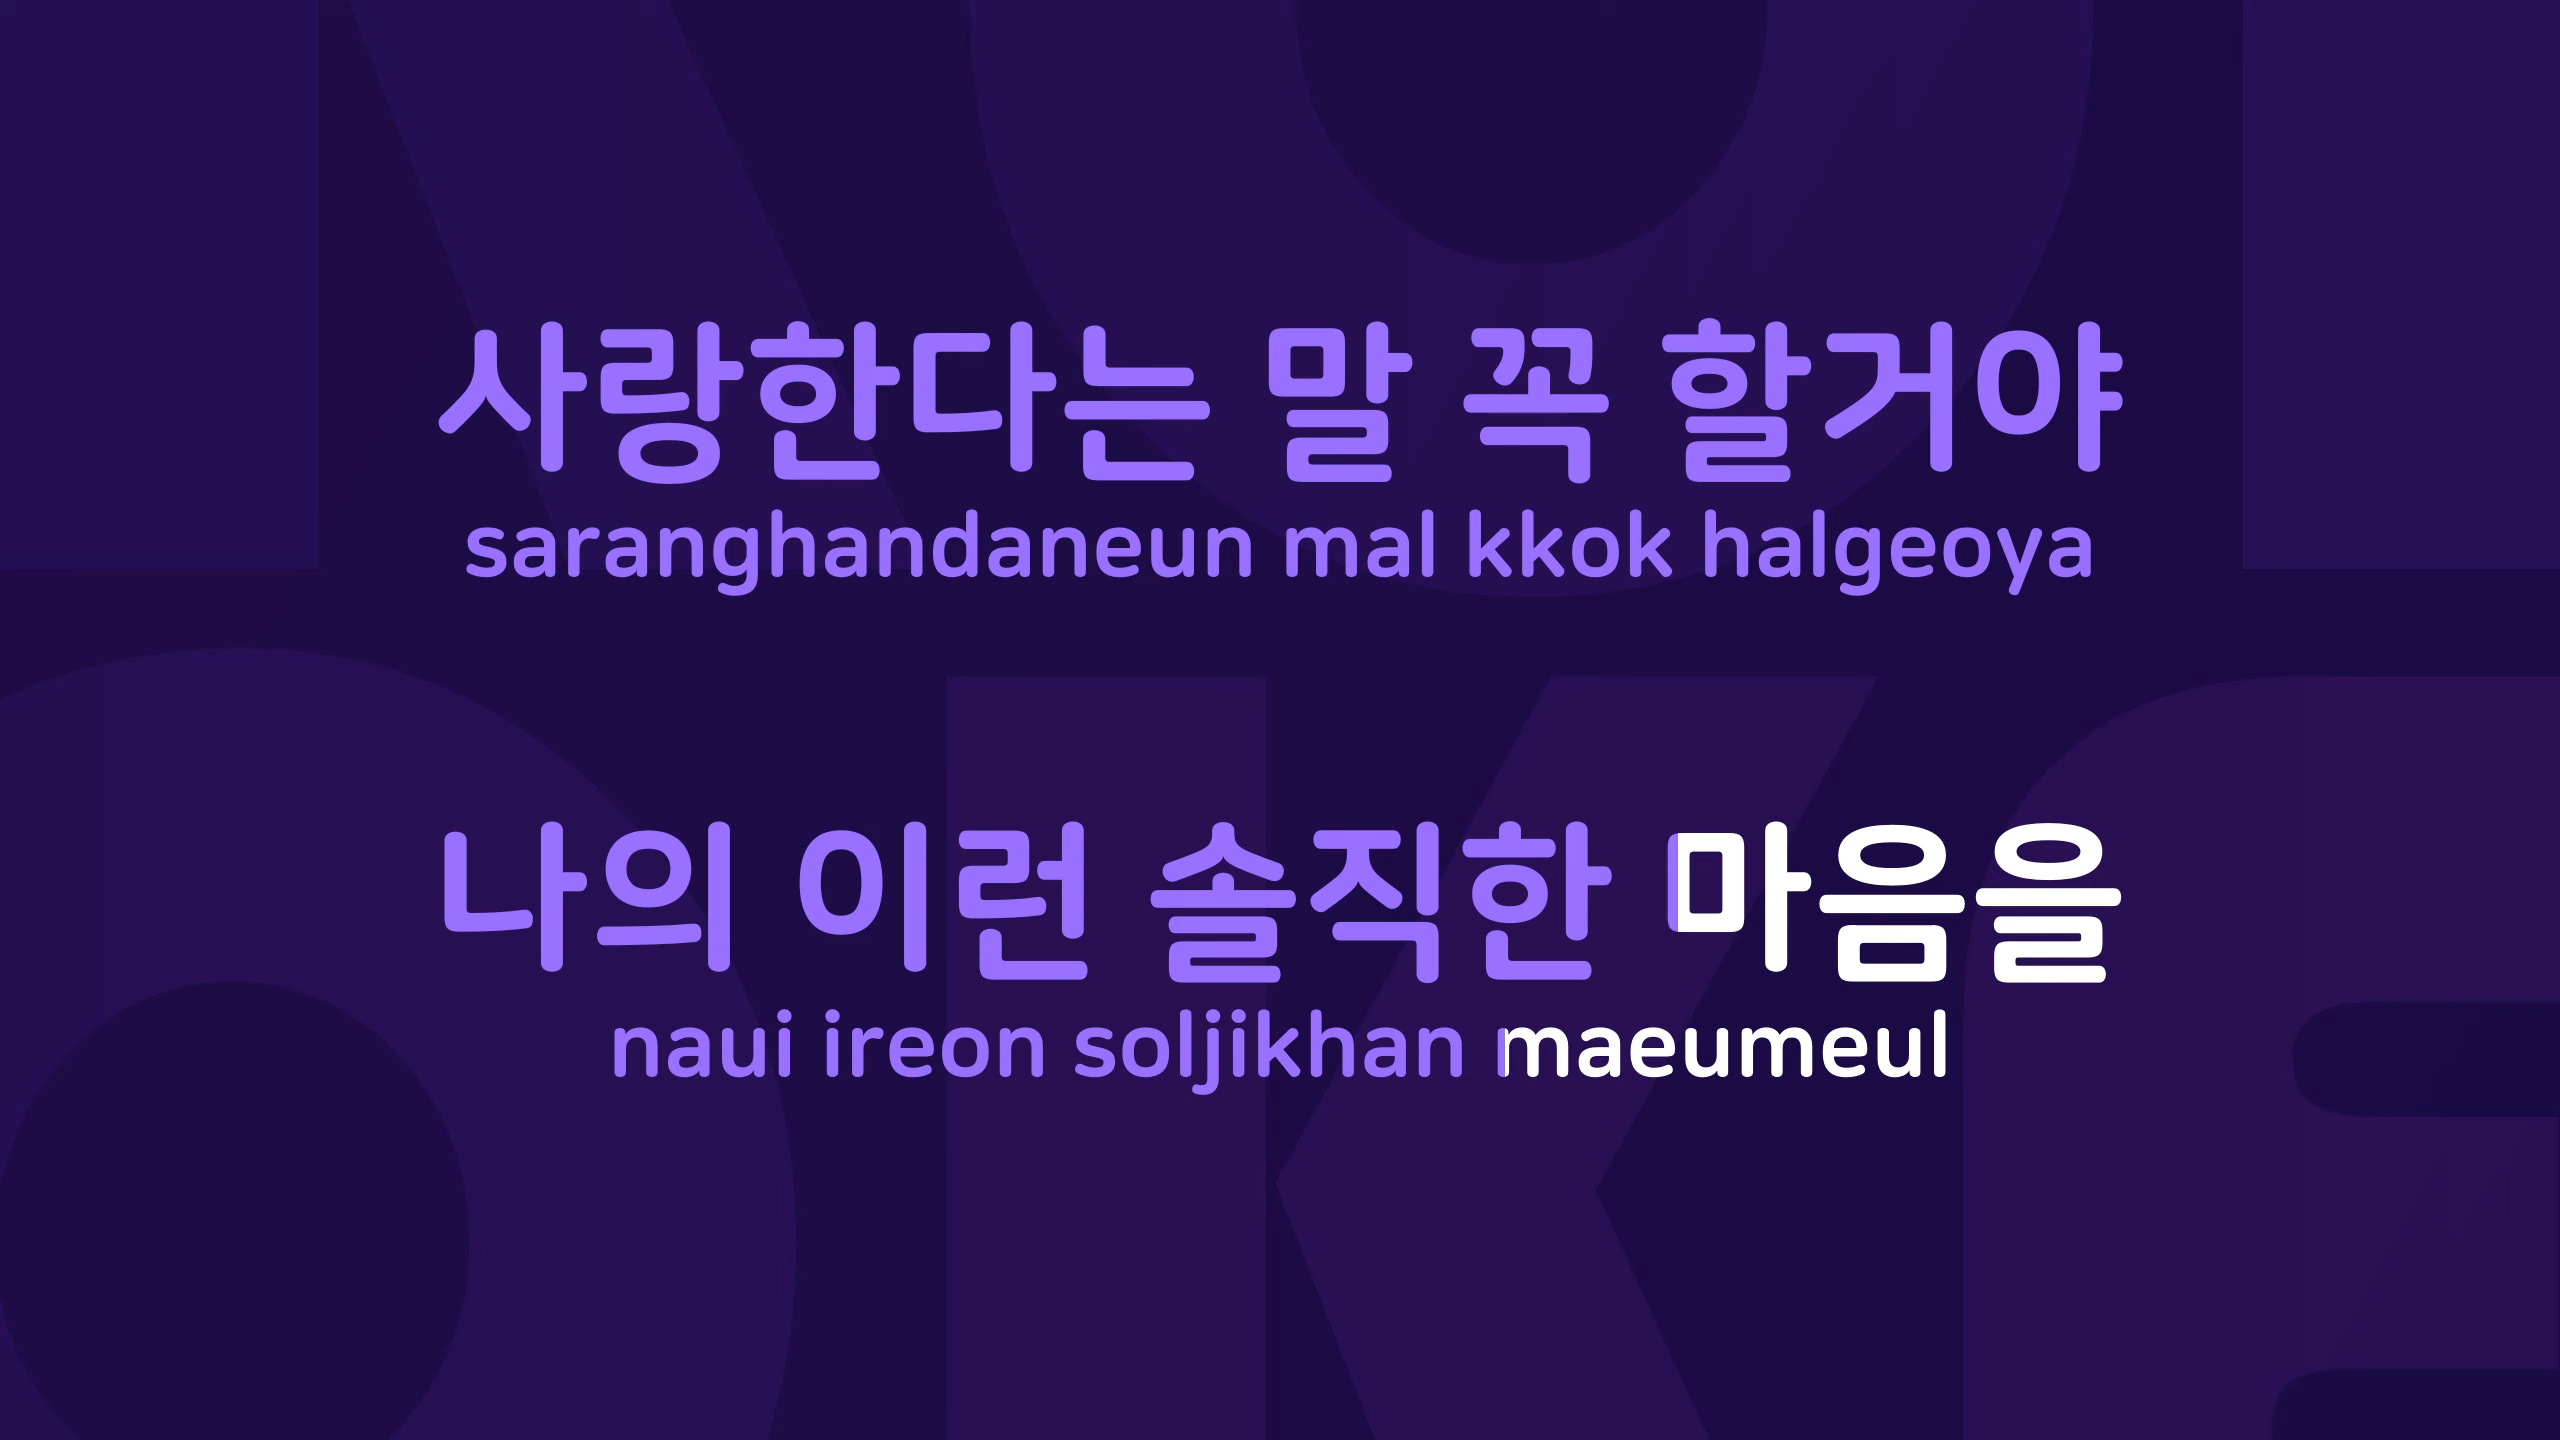 사랑한다는 말 꼭 할거야
saranghandaneun mal kkok halgeoya
나의 이런 솔직한 마음을
naui ireon soljikhan maeumeul